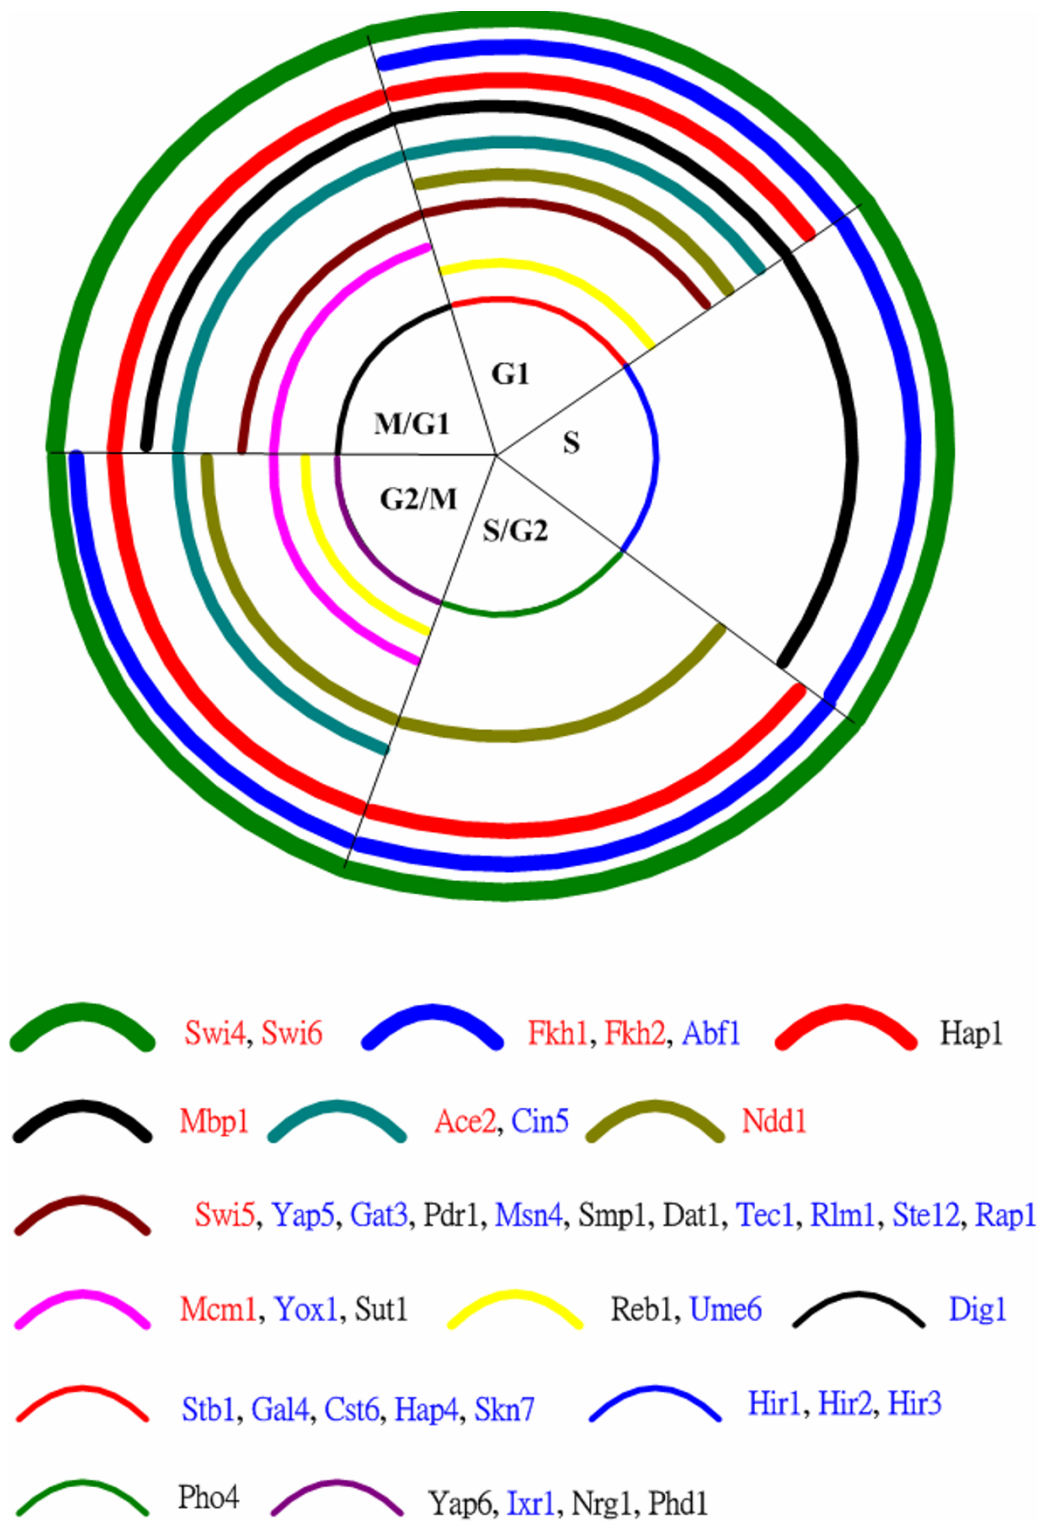 G1
M/G1
S
G2/M
S/G2
Swi4, Swi6 Fkh1, Fkh2, Abf1 Hap1
Mbp1 Ace2, Cin5 Ndd1
Swi5, Yap5, Gat3, Pdr1, Msn4, Smp1, Dat1, Tec1, Rlm1, Ste12, Rap1
Mcm1, Yox1, Sut1 Reb1, Ume6 Dig1
Stb1, Gal4, Cst6, Hap4, Skn7 Hir1, Hir2, Hir3
Pho4 Yap6, Ixr1, Nrg1, Phd1